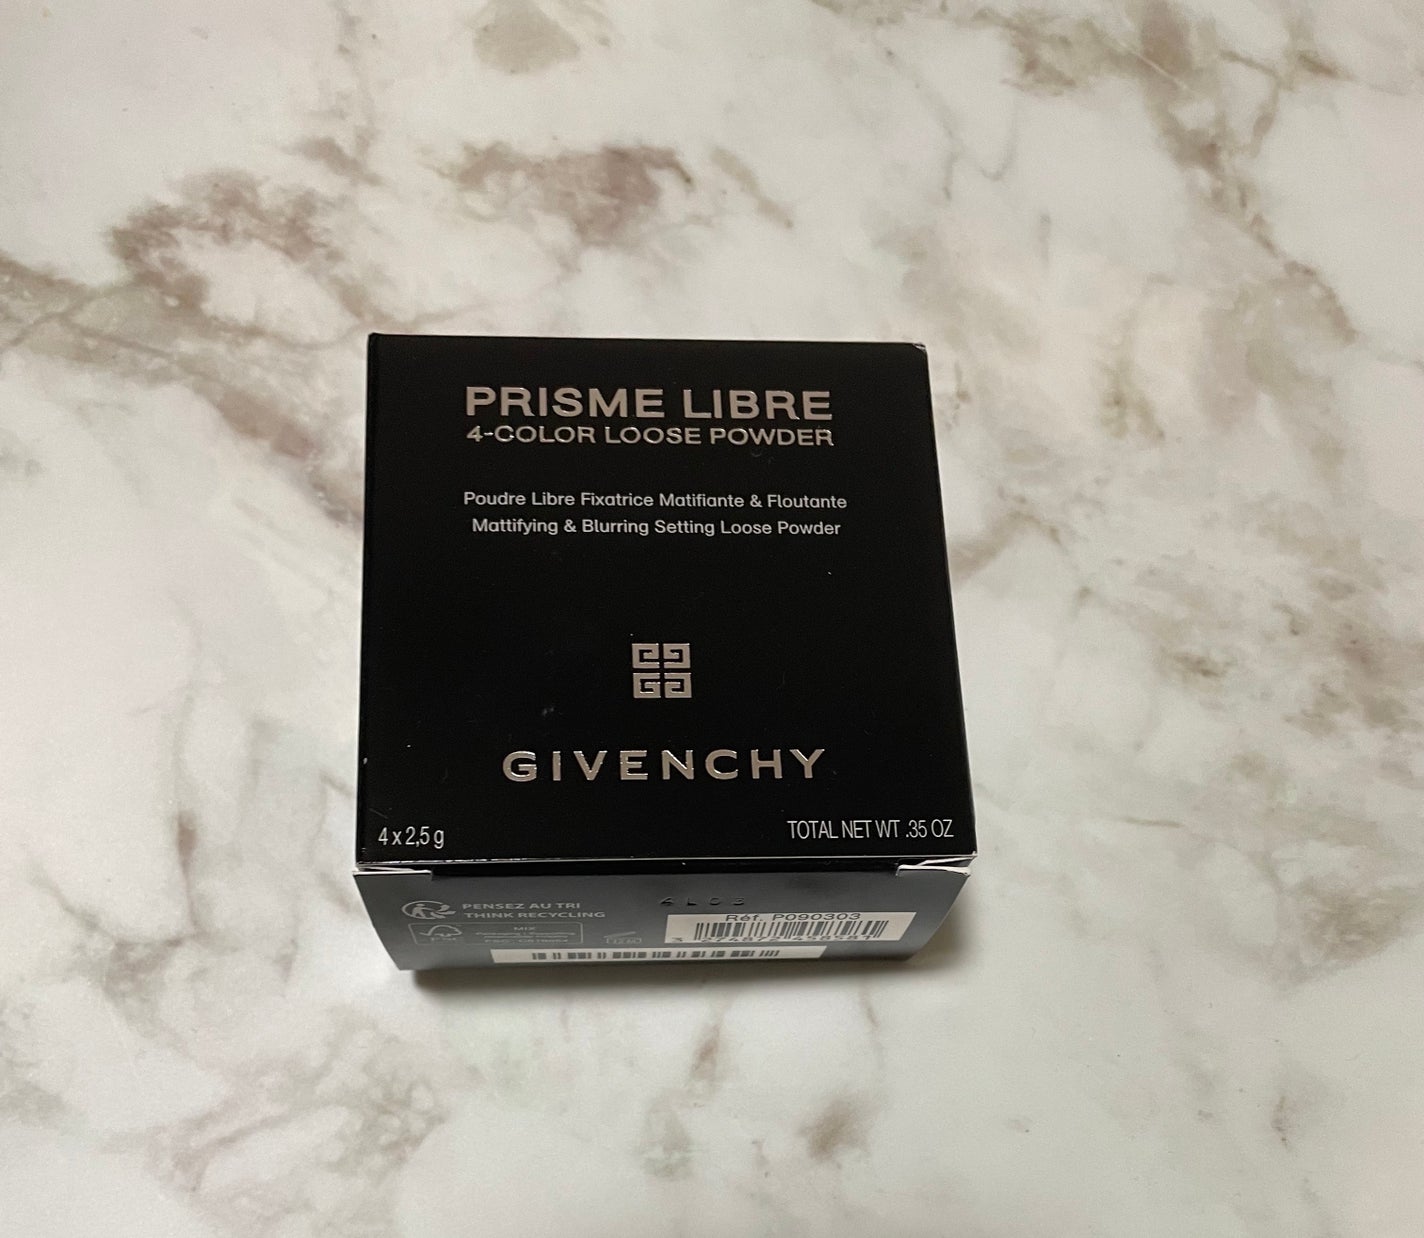 PRISME LIBRE
4-COLOR LOOSE POWDER
Poudre Libre Fixatrice Matifiante & Floutante
Mattifying & Blurring Setting Loose Powder
GIVENCHY
4 x 2,5 g
TOTAL NET WT .35 OZ
PENSEZ AU TRI
THINK RECYCLING
MIX
Réf. P090303